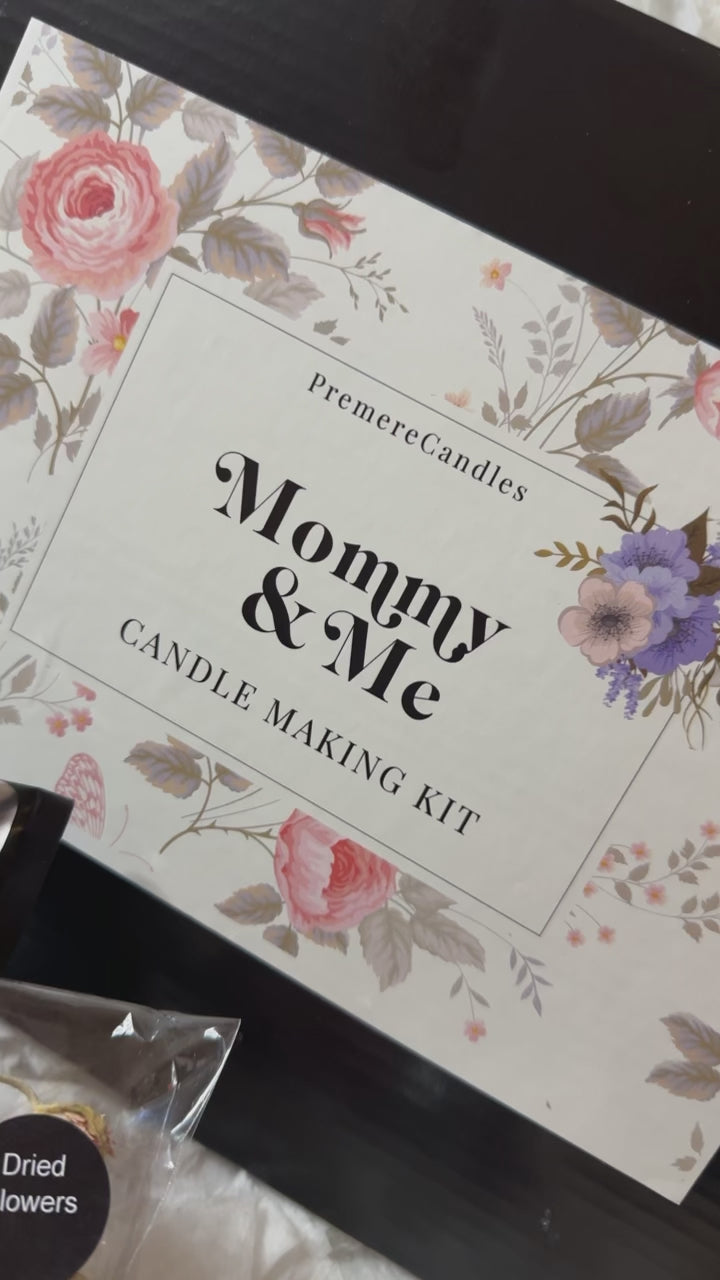 PremereCandles
Mommy
& Me
CANDLE MAKING KIT
Dried
lowers